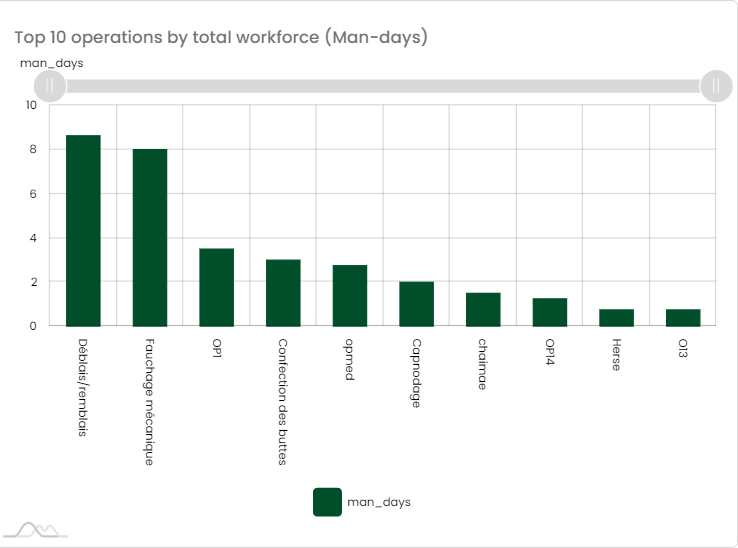 Top 10 operations by total workforce (Man-days)
man_days
10
8
6
4
2
0
Déblais/remblais
Fauchage mécanique
OP1
Confection des buttes
opmed
Capnodage
chaimae
OP14
Herse
O13
man_days